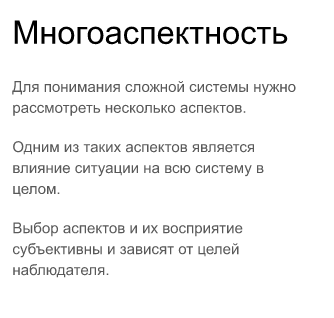 Многоаспектность
Для понимания сложной системы нужно
рассмотреть несколько аспектов.
Одним из таких аспектов является
влияние ситуации на всю систему в
целом.
Выбор аспектов и их восприятие
субъективны и зависят от целей
наблюдателя.